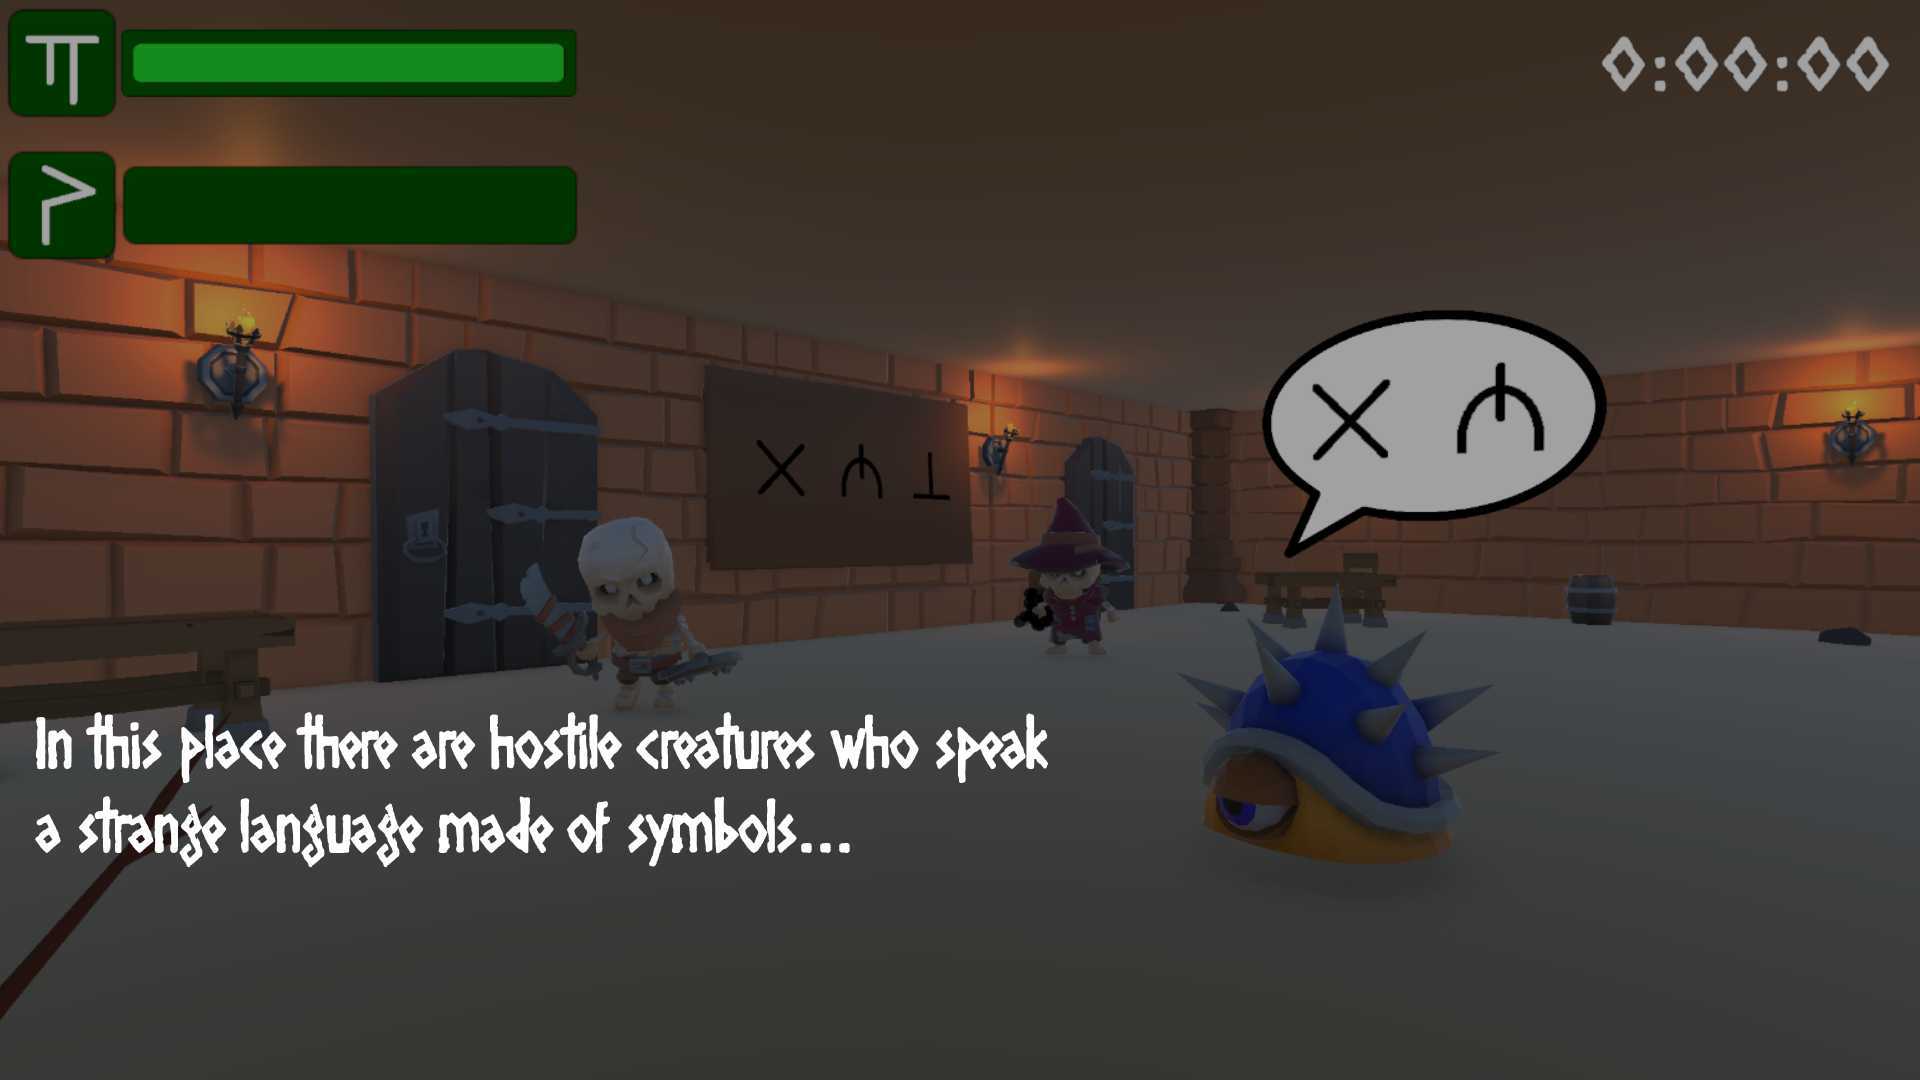 0:00:00
In this place there are hostile creatures who speak
a strange language made of symbols...